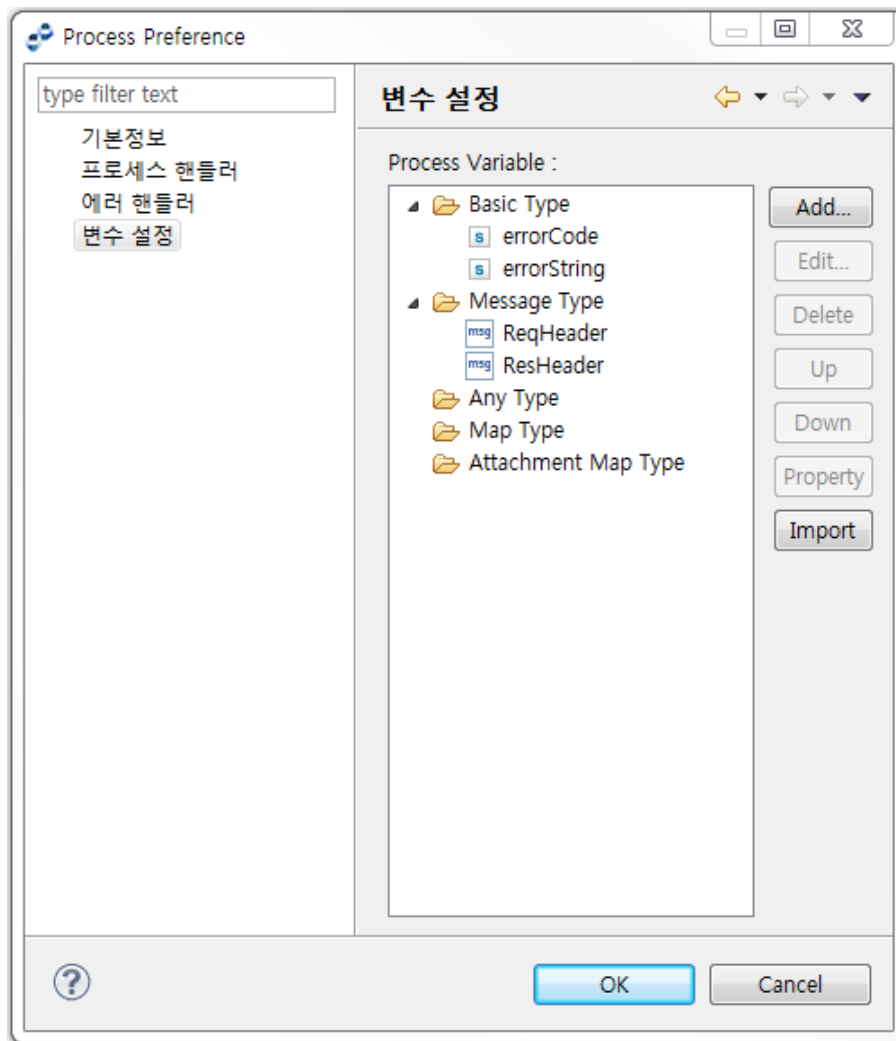 Process Preference
type filter text
기본정보
프로세스 핸들러
에러 핸들러
변수 설정
변수 설정
Process Variable :
Basic Type
s errorCode
s errorString
Message Type
msg ReqHeader
msg ResHeader
Any Type
Map Type
Attachment Map Type
Add...
Edit...
Delete
Up
Down
Property
Import
?
OK
Cancel